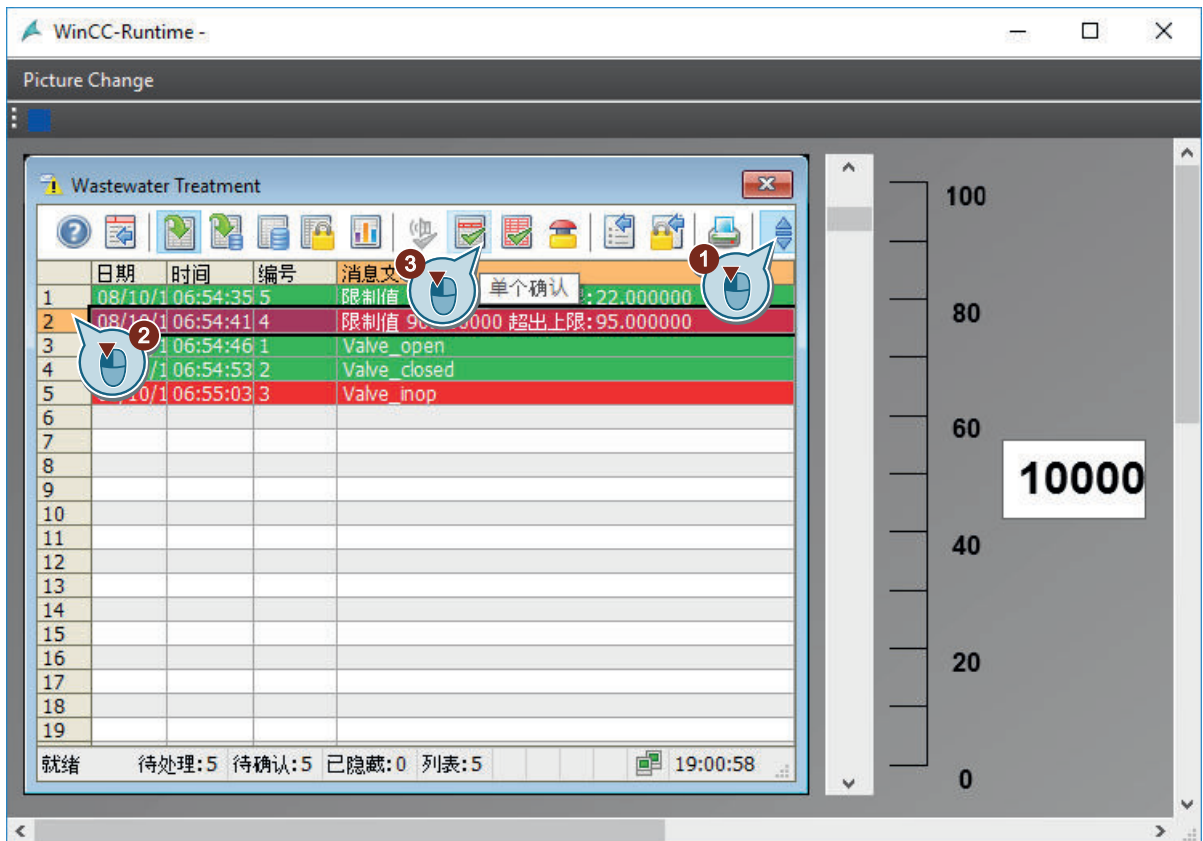 WinCC-Runtime -
Picture Change
Wastewater Treatment
1
3
单个确认
日期 时间 编号 消息文
1 08/10/1 06:54:35 5 限制值 :22.000000
2 08/10/1 06:54:41 4 限制值 90 0000 超出上限:95.000000
2
3 1 06:54:46 1 Valve_open
4 /1 06:54:53 2 Valve_closed
5 10/1 06:55:03 3 Valve_inop
6
7
8
9
10
11
12
13
14
15
16
17
18
19
就绪 待处理:5 待确认:5 已隐藏:0 列表:5 19:00:58
100
80
60
40
20
0
10000